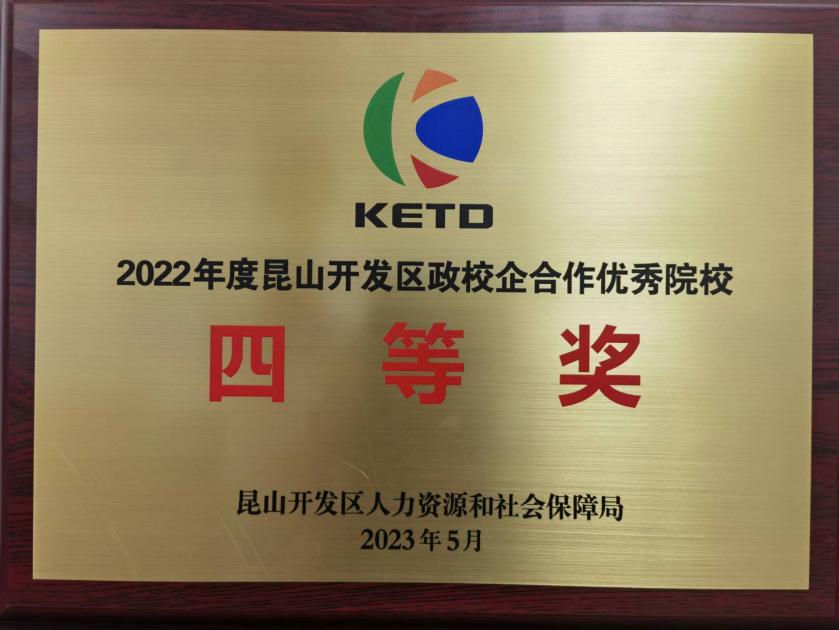 KETD
2022年度昆山开发区政校企合作优秀院校
四等奖
昆山开发区人力资源和社会保障局
2023年5月